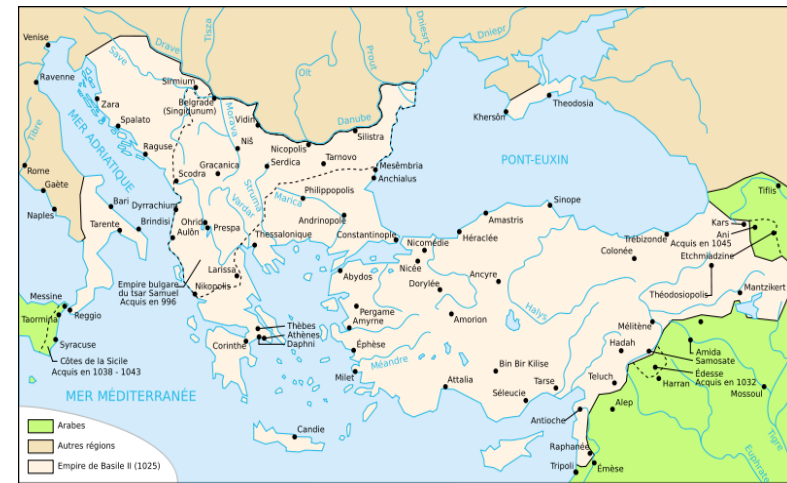 Venise
Drave
Tisza
Dniesrt
Dniepr
Save
Olt
Prout
Ravenne
Sirmium
Belgrade
(Singidunum)
Theodosia
Zara
Morava
Vidin
Danube
Khersôn
Tibre
MER ADRIATIQUE
Spalato
Niš
Nicopolis
Silistra
Raguse
Gracanica
Serdica
Tarnovo
Mesêmbria
PONT-EUXIN
Rome
Scodra
Anchialus
Tiflis
Gaète
Struma
Philippopolis
Sinope
Naples
Bari
Dyrrachium
Vardar
Marica
Amastris
Kars
Tarente
Brindisi
Ohrid
Prespa
Andrinople
Ani
Acquis en 1045
Aulôn
Thessalonique
Constantinople
Héraclée
Trébizonde
Nicomédie
Colonée
Etchmiadzine
Larissa
Nicée
Empire bulgare
du tsar Samuel
Acquis en 996
Nikopolis
Abydos
Dorylée
Ancyre
Théodosiopolis
Mantzikert
Messine
Reggio
Taormina
Pergame
Amyrne
Amorion
Halys
Mélitène
Thèbes
Athènes
Daphni
Syracuse
Corinthe
Éphèse
Hadah
Amida
Samosate
Côtes de la Sicile
Acquis en 1038 - 1043
Milet
Méandre
Bin Bir Kilise
Édesse
Acquis en 1032
Attalia
Tarse
Teluch
Harran
Mossoul
MER MÉDITERRANÉE
Séleucie
Alep
Antioche
Tigre
Candie
Raphanée
Euphrate
Tripoli
Émèse
Arabes
Autres régions
Empire de Basile II (1025)